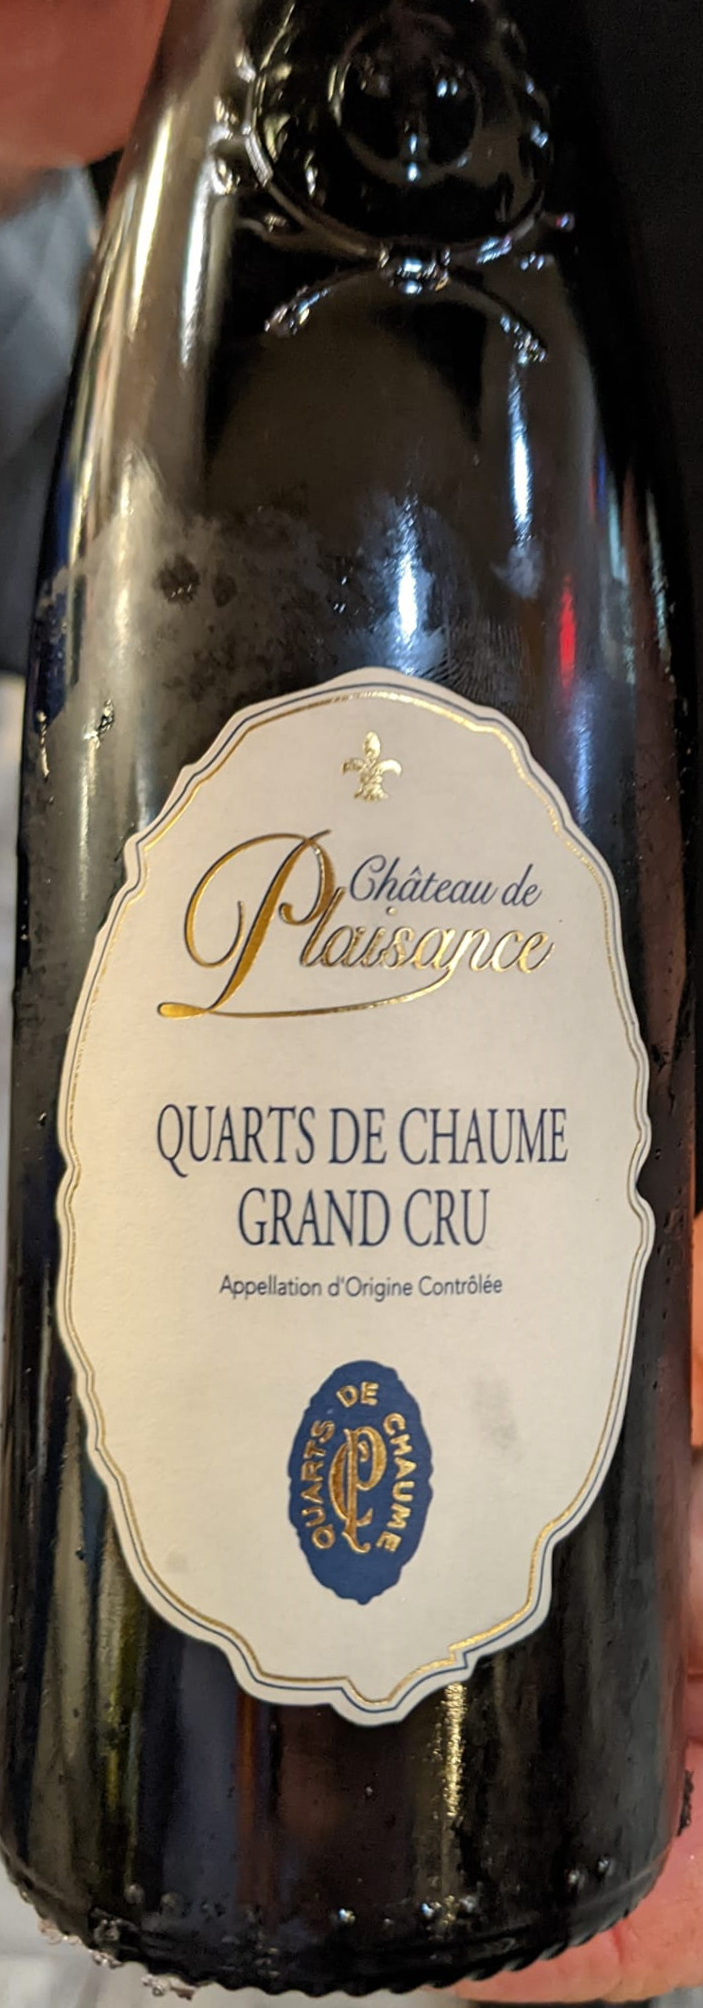 Château de
Plaisance
QUARTS DE CHAUME
GRAND CRU
Appellation d'Origine Contrôlée
QUARTS DE CHAUME